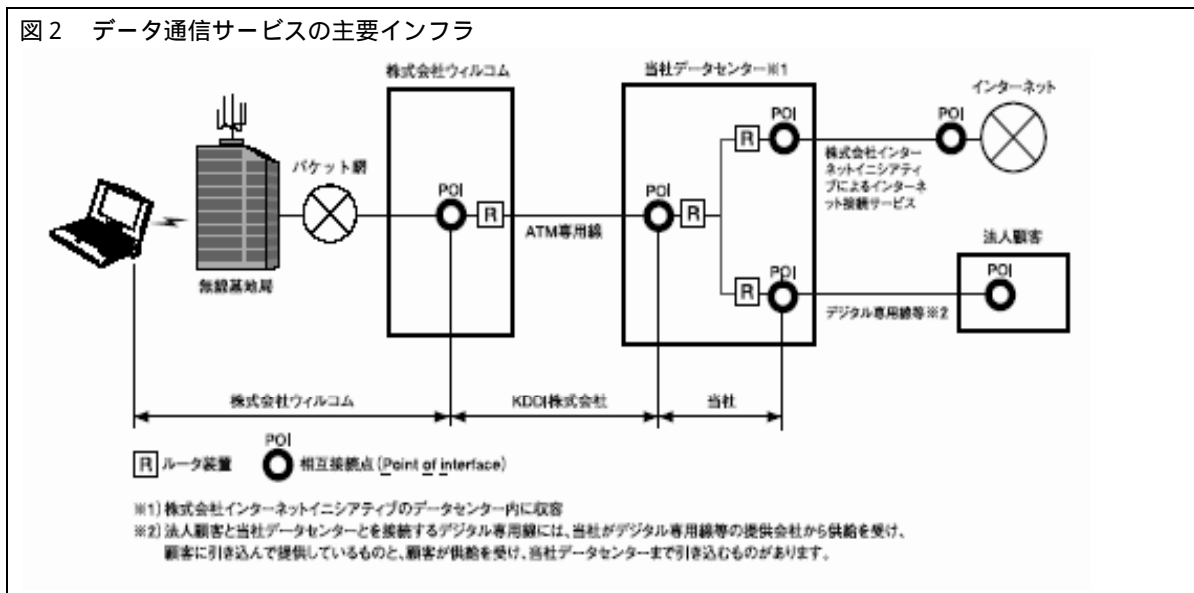 図2 データ通信サービスの主要インフラ
株式会社ウィルコム
当社データセンター※1
インターネット
パケット網
POI
POI
POI
POI
R
R
R
ATM専用線
株式会社インター
ネットイニシアティ
ブによるインターネ
ット接続サービス
無線基地局
法人顧客
POI
POI
R
デジタル専用線等※2
株式会社ウィルコム
KDDI株式会社
当社
R ルータ装置
POI
相互接続点(Point of interface)
※1)株式会社インターネットイニシアティブのデータセンター内に収容
※2)法人顧客と当社データセンターとを接続するデジタル専用線には、当社がデジタル専用線等の提供会社から供給を受け、
顧客に引き込んで提供しているものと、顧客が供給を受け、当社データセンターまで引き込むものがあります。